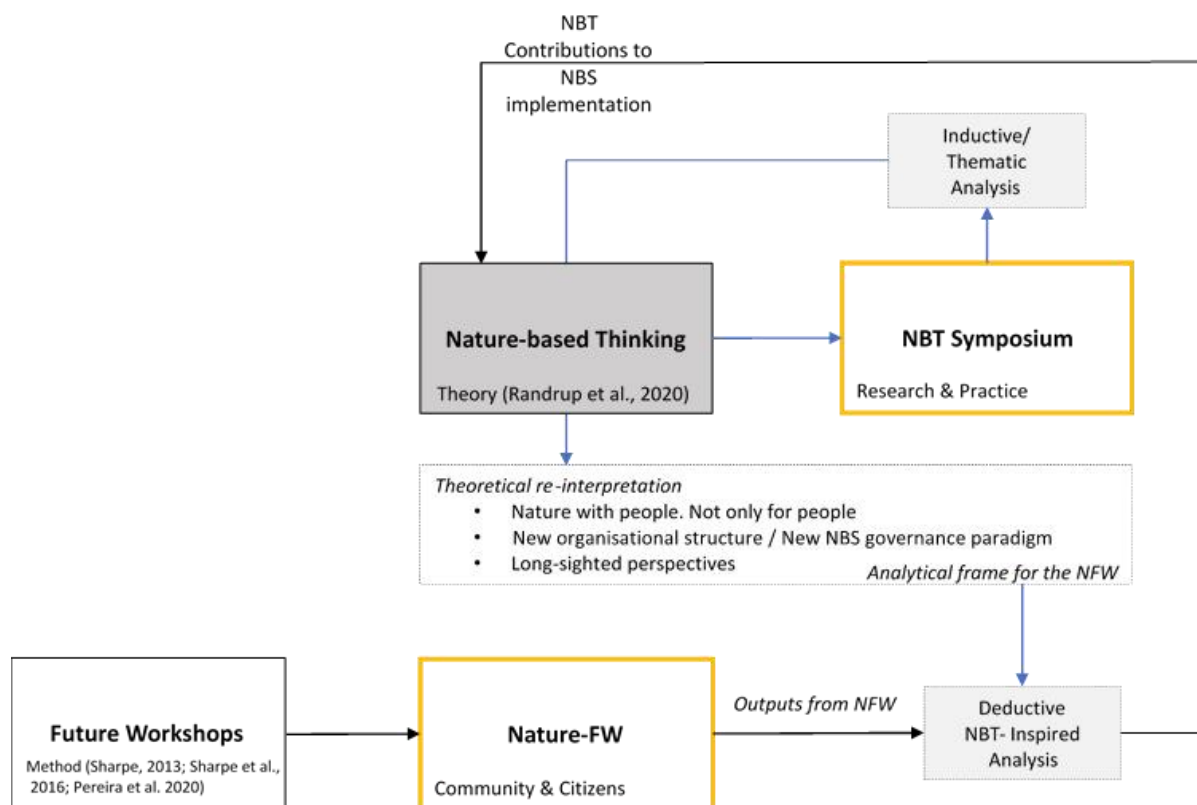 NBT
Contributions to
NBS
implementation
Inductive/
Thematic
Analysis
Nature-based Thinking
Theory (Randrup et al., 2020)
NBT Symposium
Research & Practice
Theoretical re-interpretation
• Nature with people. Not only for people
• New organisational structure / New NBS governance paradigm
• Long-sighted perspectives
Analytical frame for the NFW
Future Workshops
Method (Sharpe, 2013; Sharpe et al.,
2016; Pereira et al. 2020)
Nature-FW
Community & Citizens
Outputs from NFW
Deductive
NBT- Inspired
Analysis